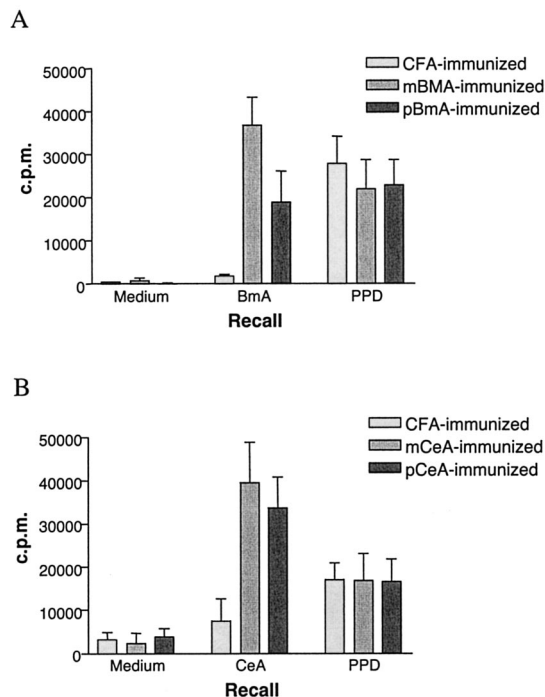 A
CFA-immunized
mBMA-immunized
pBmA-immunized
50000
40000
30000
20000
10000
0
c.p.m.
Medium BmA PPD
Recall
B
CFA-immunized
mCeA-immunized
pCeA-immunized
50000
40000
30000
20000
10000
0
c.p.m.
Medium CeA PPD
Recall